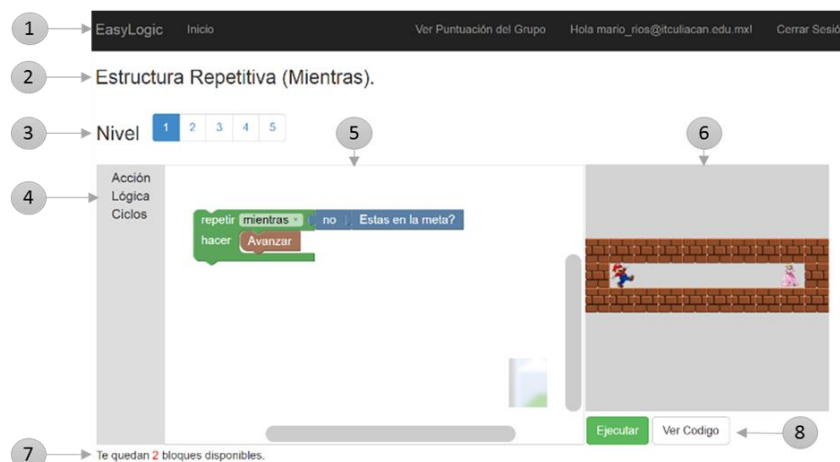 1 EasyLogic Inicio Ver Puntuación del Grupo Hola mario_rios@itculiacan.edu.mx! Cerrar Sesió
2 Estructura Repetitiva (Mientras).
3 Nivel 1 2 3 4 5
5 6
4 Acción
Lógica
Ciclos
repetir mientras no Estas en la meta?
hacer Avanzar
Ejecutar Ver Codigo 8
7 Te quedan 2 bloques disponibles.